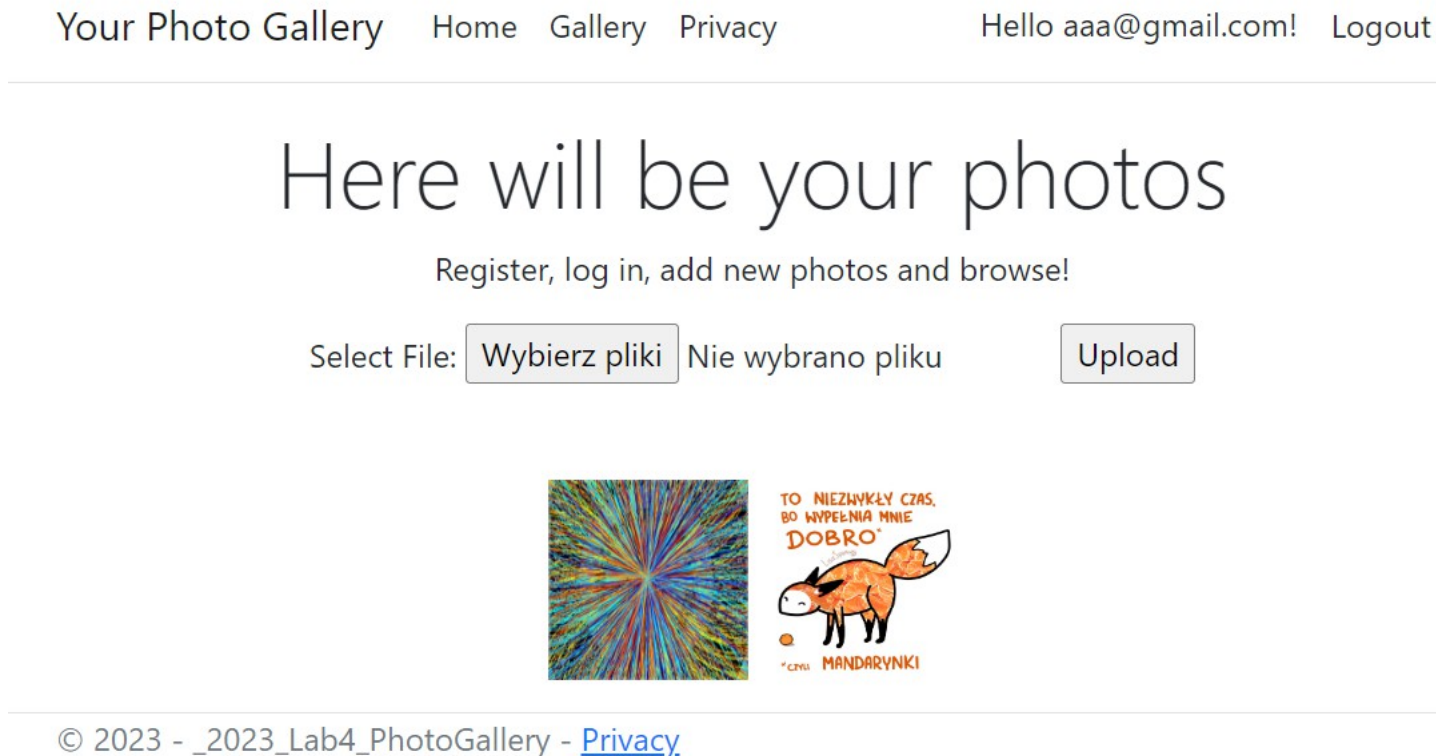 Your Photo Gallery Home Gallery Privacy Hello aaa@gmail.com! Logout
Here will be your photos
Register, log in, add new photos and browse!
Select File: Wybierz pliki Nie wybrano pliku Upload
TO NIEZWYKŁY CZAS,
BO WYPEŁNIA MNIE
DOBRO*
*CZYLI MANDARYNKI
© 2023 - _2023_Lab4_PhotoGallery - Privacy